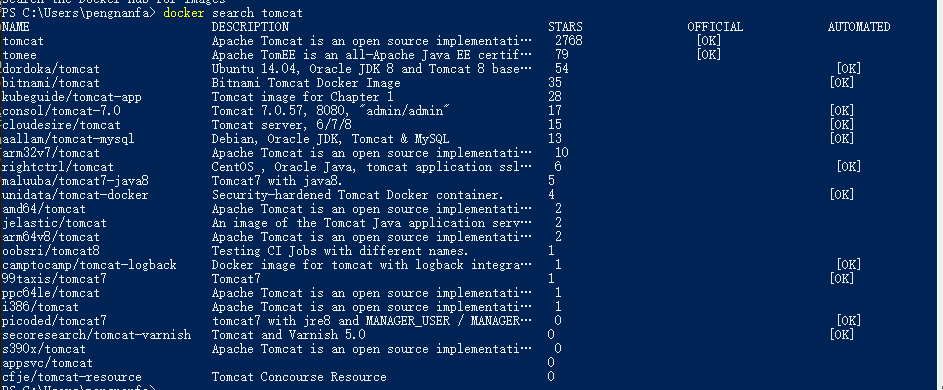 Search the Docker Hub for images
PS C:\Users\pengnanfa> docker search tomcat
NAME DESCRIPTION STARS OFFICIAL AUTOMATED
tomcat Apache Tomcat is an open source implementati… 2768 [OK]
tomee Apache TomEE is an all-Apache Java EE certif… 79 [OK]
dordoka/tomcat Ubuntu 14.04, Oracle JDK 8 and Tomcat 8 base… 54 [OK]
bitnami/tomcat Bitnami Tomcat Docker Image 35 [OK]
kubeguide/tomcat-app Tomcat image for Chapter 1 28
consol/tomcat-7.0 Tomcat 7.0.57, 8080, "admin/admin" 17 [OK]
cloudesire/tomcat Tomcat server, 6/7/8 15 [OK]
aallam/tomcat-mysql Debian, Oracle JDK, Tomcat & MySQL 13 [OK]
arm32v7/tomcat Apache Tomcat is an open source implementati… 10
rightctrl/tomcat CentOS , Oracle Java, tomcat application ssl… 6 [OK]
maluuba/tomcat7-java8 Tomcat7 with java8. 5
unidata/tomcat-docker Security-hardened Tomcat Docker container. 4 [OK]
amd64/tomcat Apache Tomcat is an open source implementati… 2
jelastic/tomcat An image of the Tomcat Java application serv… 2
arm64v8/tomcat Apache Tomcat is an open source implementati… 2
oobsri/tomcat8 Testing CI Jobs with different names. 1
camptocamp/tomcat-logback Docker image for tomcat with logback integra… 1 [OK]
99taxis/tomcat7 Tomcat7 1 [OK]
ppc64le/tomcat Apache Tomcat is an open source implementati… 1
i386/tomcat Apache Tomcat is an open source implementati… 1
picoded/tomcat7 tomcat7 with jre8 and MANAGER_USER / MANAGER… 0 [OK]
secoresearch/tomcat-varnish Tomcat and Varnish 5.0 0 [OK]
s390x/tomcat Apache Tomcat is an open source implementati… 0
appsvc/tomcat 0
cfje/tomcat-resource Tomcat Concourse Resource 0
PS C:\Users\pengnanfa>